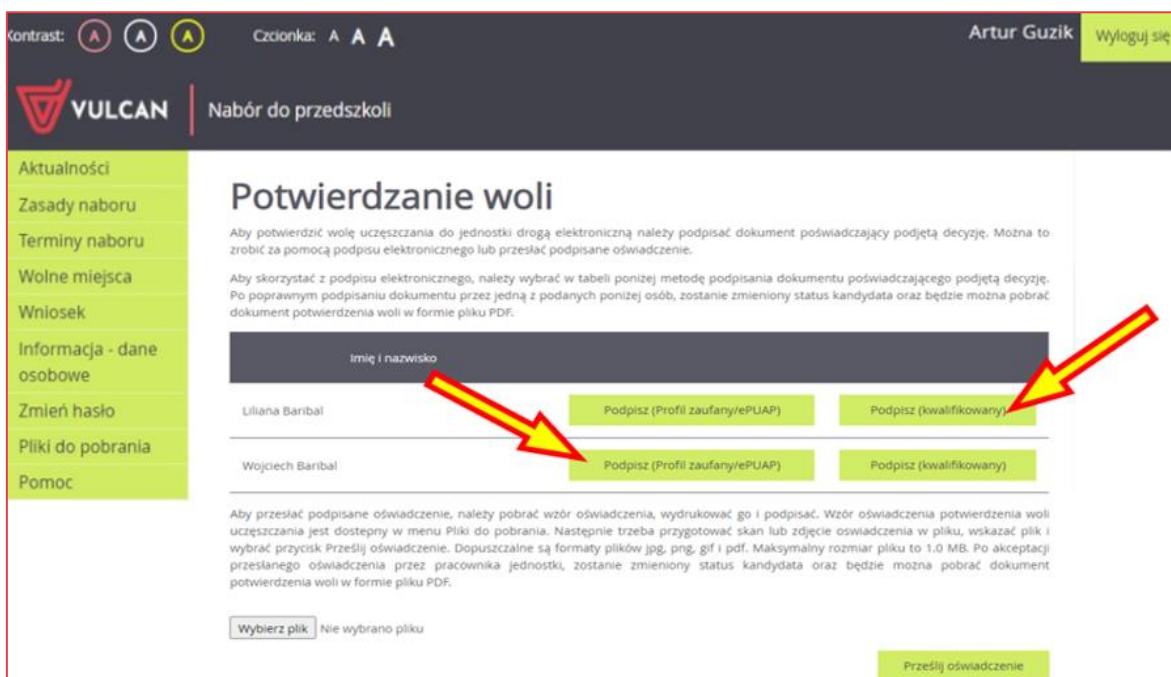 Kontrast: A A A Czcionka: A A A Artur Guzik Wyloguj się
VULCAN Nabór do przedszkoli
Aktualności
Zasady naboru
Terminy naboru
Wolne miejsca
Wniosek
Informacja - dane
osobowe
Zmień hasło
Pliki do pobrania
Pomoc
Potwierdzanie woli
Aby potwierdzić wolę uczęszczania do jednostki drogą elektroniczną należy podpisać dokument poświadczający podjętą decyzję. Można to
zrobić za pomocą podpisu elektronicznego lub przesłać podpisane oświadczenie.
Aby skorzystać z podpisu elektronicznego, należy wybrać w tabeli poniżej metodę podpisania dokumentu poświadczającego podjętą decyzję.
Po poprawnym podpisaniu dokumentu przez jedną z podanych poniżej osób, zostanie zmieniony status kandydata oraz będzie można pobrać
dokument potwierdzenia woli w formie pliku PDF.
Imię i nazwisko
Liliana Baribal Podpisz (Profil zaufany/ePUAP) Podpisz (kwalifikowany)
Wojciech Baribal Podpisz (Profil zaufany/ePUAP) Podpisz (kwalifikowany)
Aby przesłać podpisane oświadczenie, należy pobrać wzór oświadczenia, wydrukować go i podpisać. Wzór oświadczenia potwierdzenia woli
uczęszczania jest dostępny w menu Pliki do pobrania. Następnie trzeba przygotować skan lub zdjęcie oswiadczenia w pliku, wskazać plik i
wybrać przycisk Prześlij oświadczenie. Dopuszczalne są formaty plików jpg, png, gif i pdf. Maksymalny rozmiar pliku to 1.0 MB. Po akceptacji
przesłanego oświadczenia przez pracownika jednostki, zostanie zmieniony status kandydata oraz będzie można pobrać dokument
potwierdzenia woli w formie pliku PDF.
Wybierz plik Nie wybrano pliku
Prześlij oświadczenie